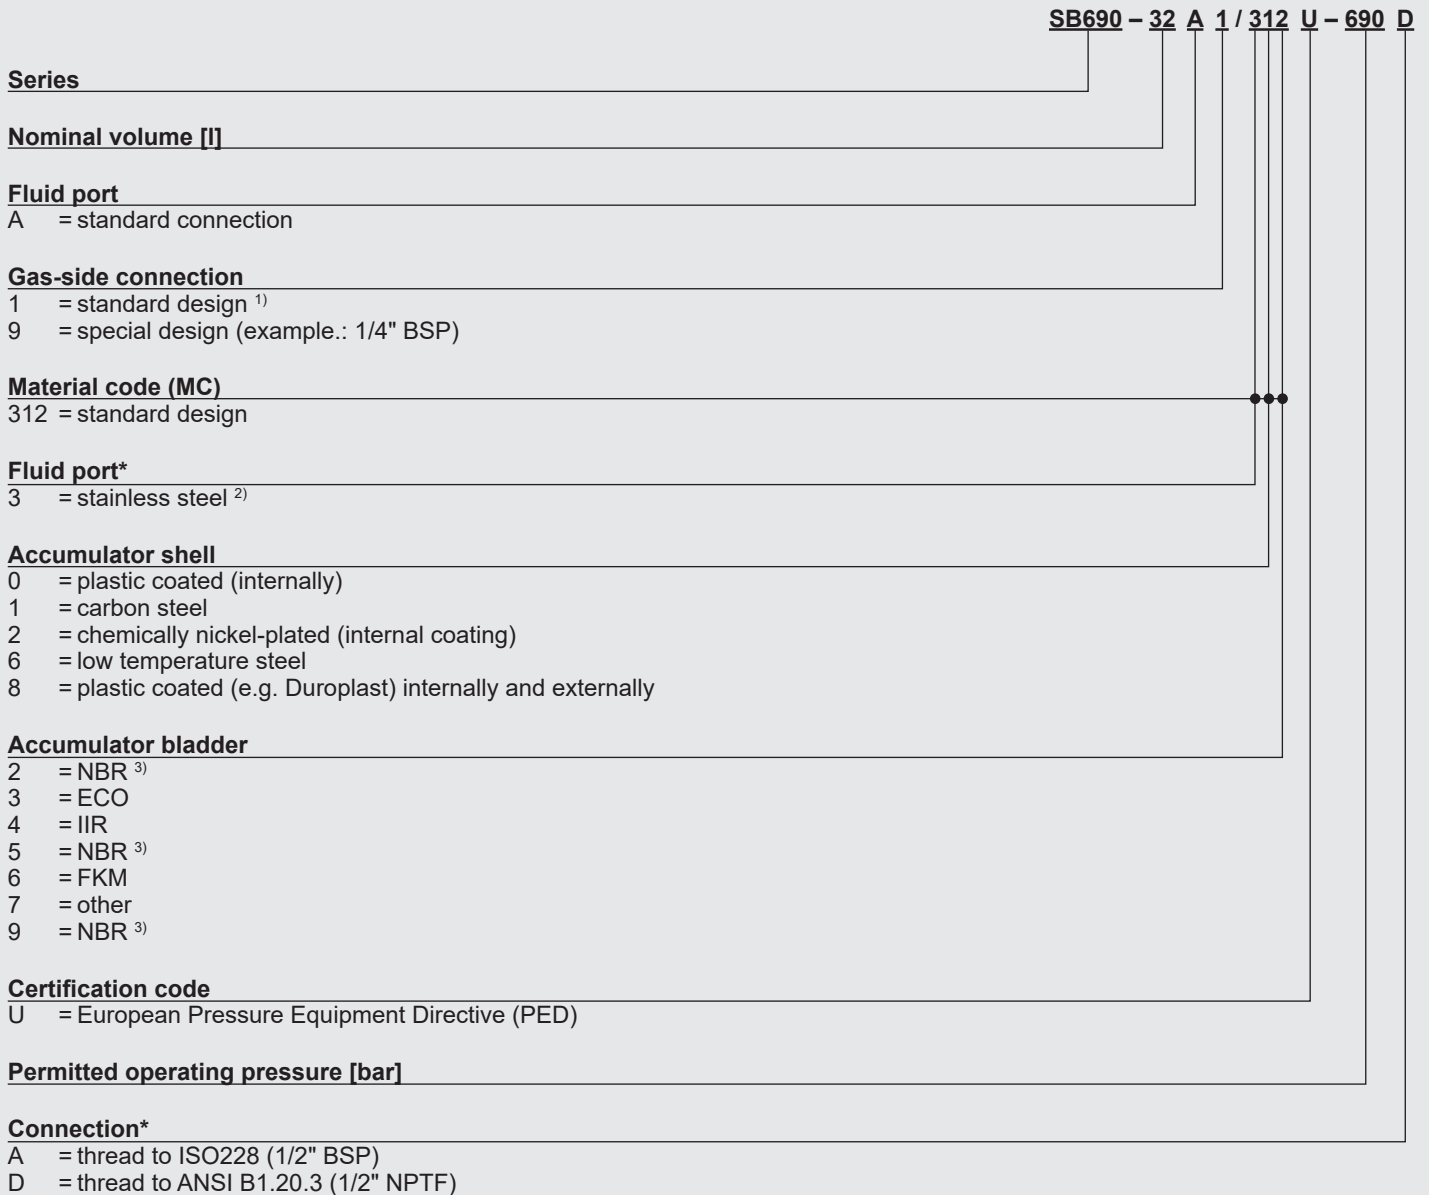 SB690 – 32 A 1 / 312 U – 690 D
Series
Nominal volume [l]
Fluid port
A = standard connection
Gas-side connection
1 = standard design 1)
9 = special design (example.: 1/4" BSP)
Material code (MC)
312 = standard design
Fluid port*
3 = stainless steel 2)
Accumulator shell
0 = plastic coated (internally)
1 = carbon steel
2 = chemically nickel-plated (internal coating)
6 = low temperature steel
8 = plastic coated (e.g. Duroplast) internally and externally
Accumulator bladder
2 = NBR 3)
3 = ECO
4 = IIR
5 = NBR 3)
6 = FKM
7 = other
9 = NBR 3)
Certification code
U = European Pressure Equipment Directive (PED)
Permitted operating pressure [bar]
Connection*
A = thread to ISO228 (1/2" BSP)
D = thread to ANSI B1.20.3 (1/2" NPTF)